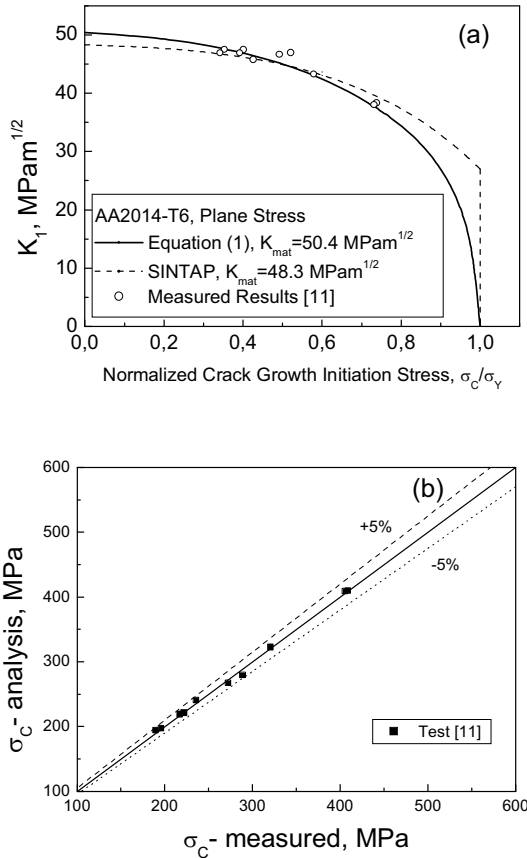 (a)
60
50
40
30
20
10
0
K1, MPam1/2
AA2014-T6, Plane Stress
Equation (1), Kmat=50.4 MPam1/2
SINTAP, Kmat=48.3 MPam1/2
Measured Results [11]
0,0 0,2 0,4 0,6 0,8 1,0
Normalized Crack Growth Initiation Stress, σC/σY
(b)
600
500
400
300
200
100
σC- analysis, MPa
+5%
-5%
Test [11]
100 200 300 400 500 600
σC- measured, MPa